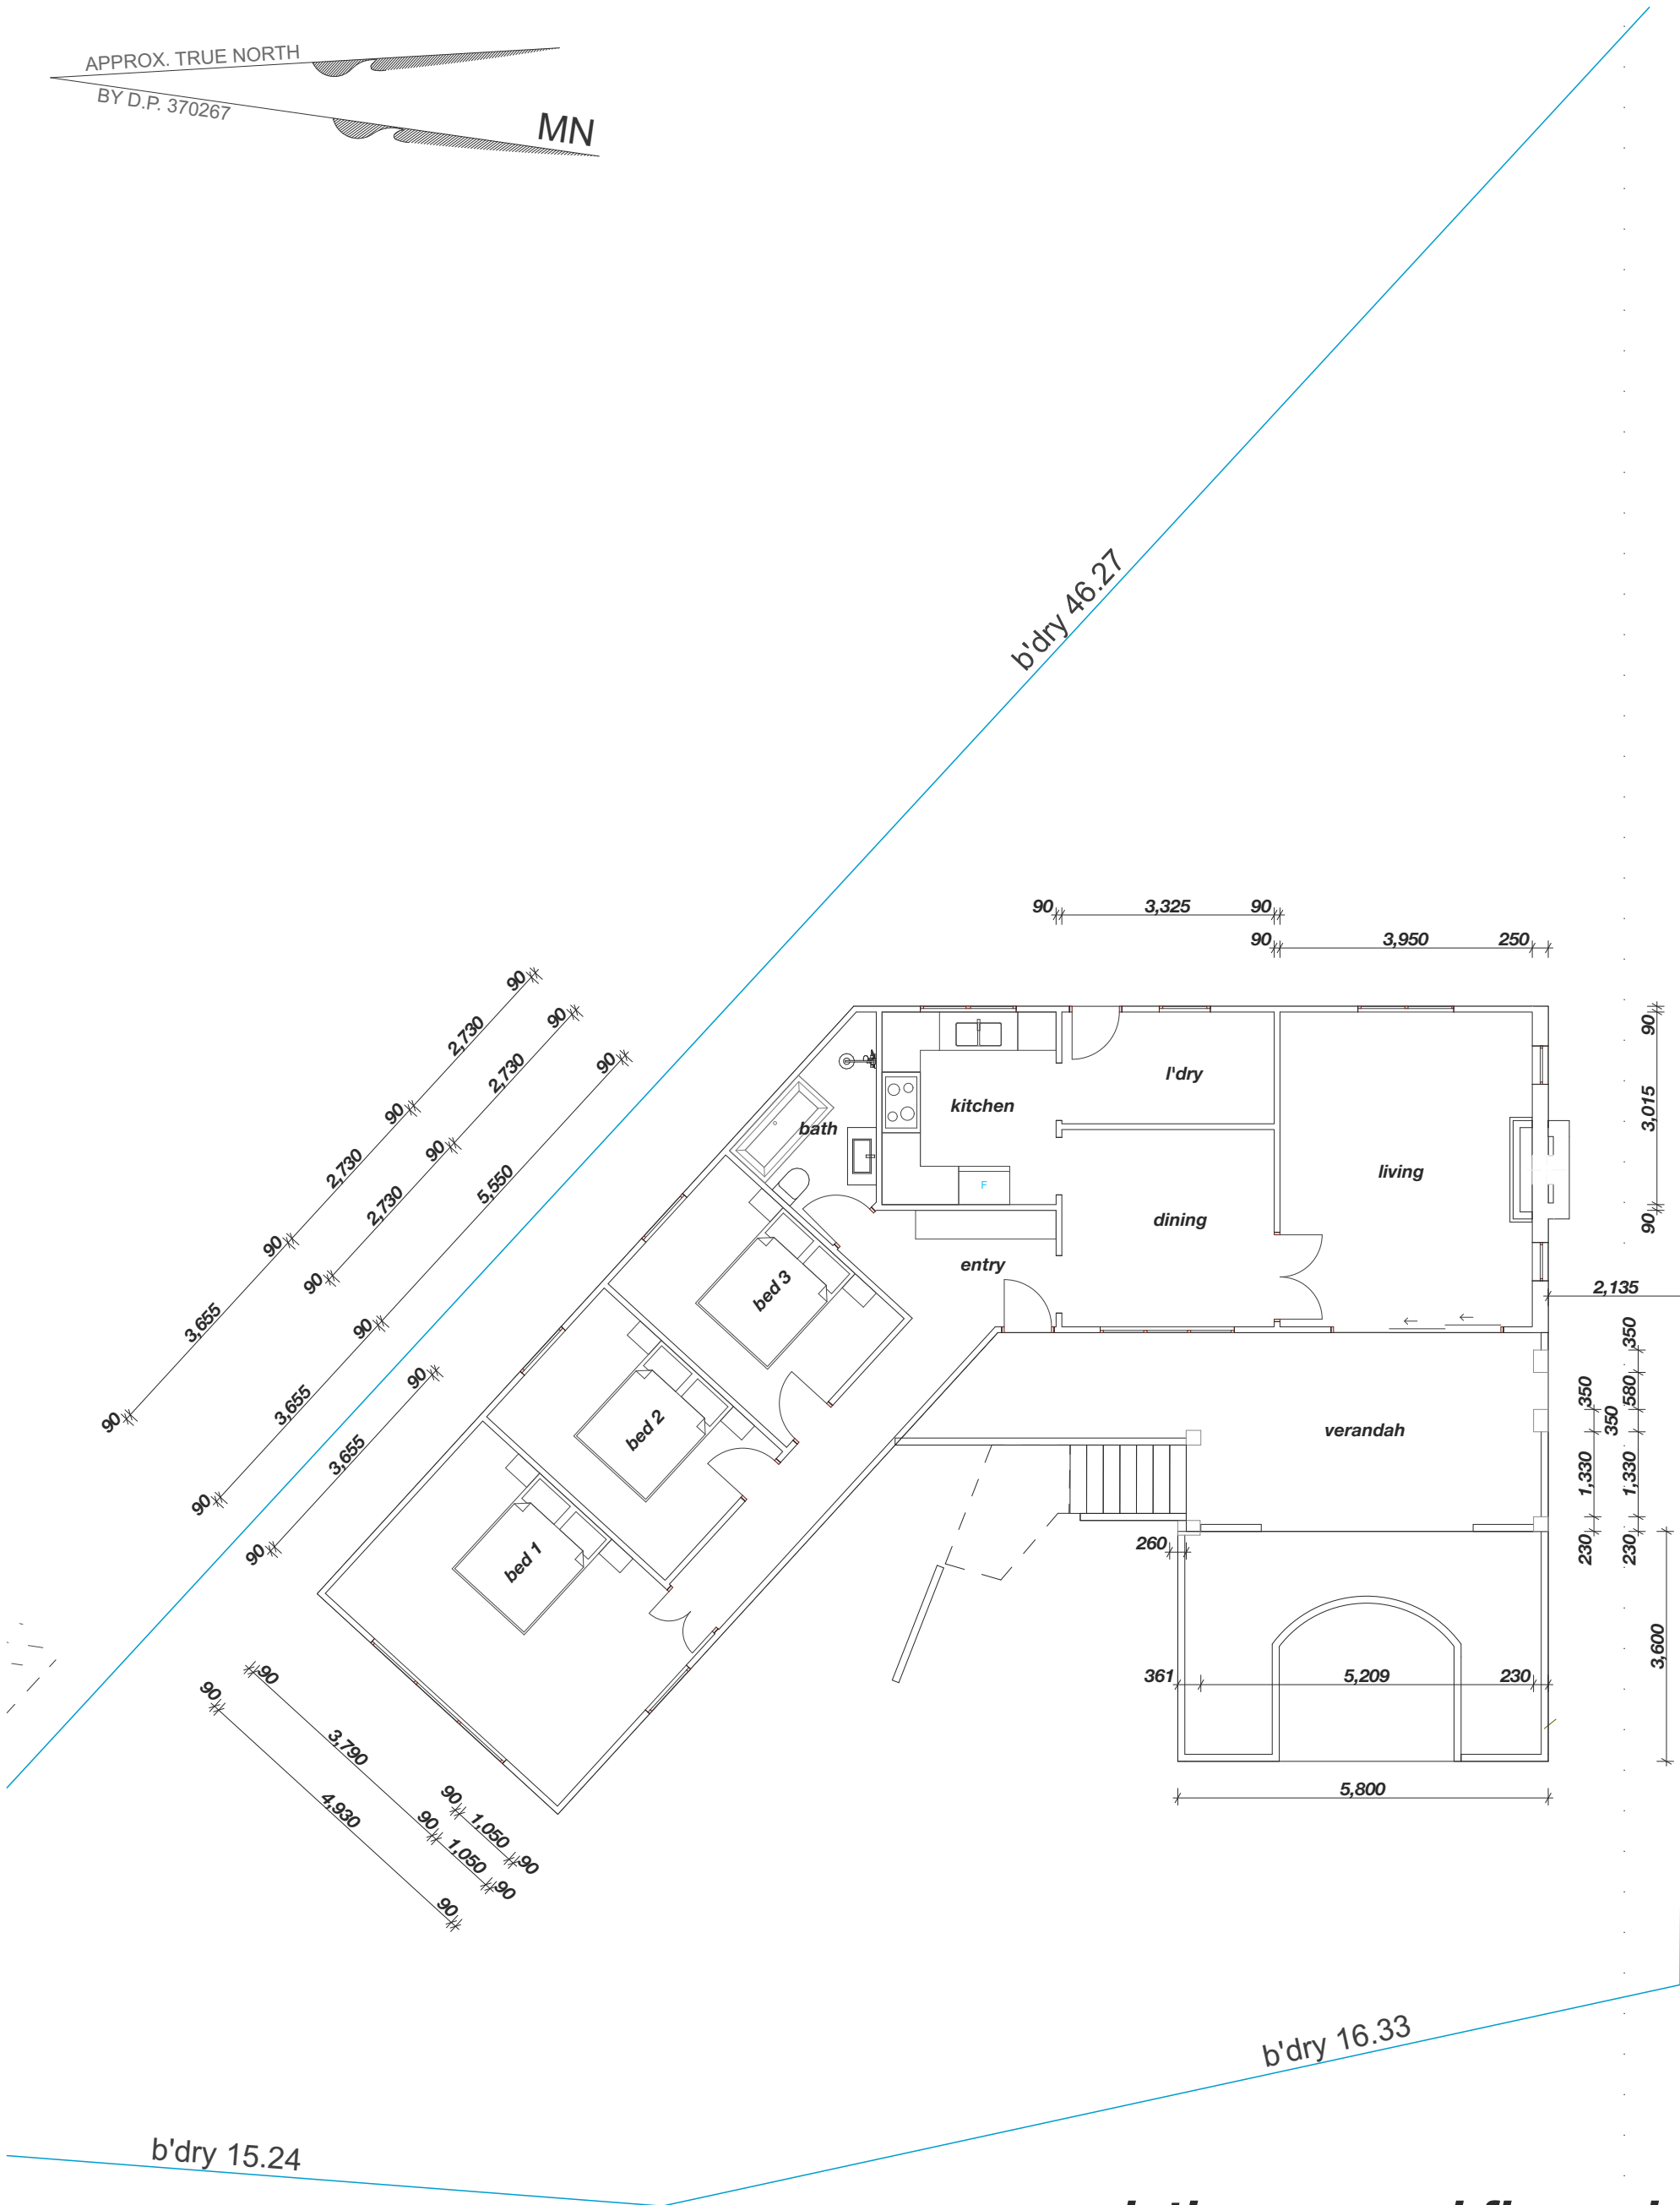 APPROX. TRUE NORTH
BY D.P. 370267
MN
b'dry 46.27
90 3,325 90
90 3,950 250
90
3,015
90
90 2,730 90 2,730 90 3,655 90
90 2,730 90 2,730 90
90 5,550 90 3,655 90
90 3,655 90
kitchen
l'dry
bath
living
F
dining
entry
bed 3
bed 2
bed 1
verandah
2,135
350
580
350
1,330
230
350
1,330
230
260
3,600
361 5,209 230
5,800
90 3,790 90 1,050 90
90 4,930 90
90 1,050 90
b'dry 16.33
b'dry 15.24